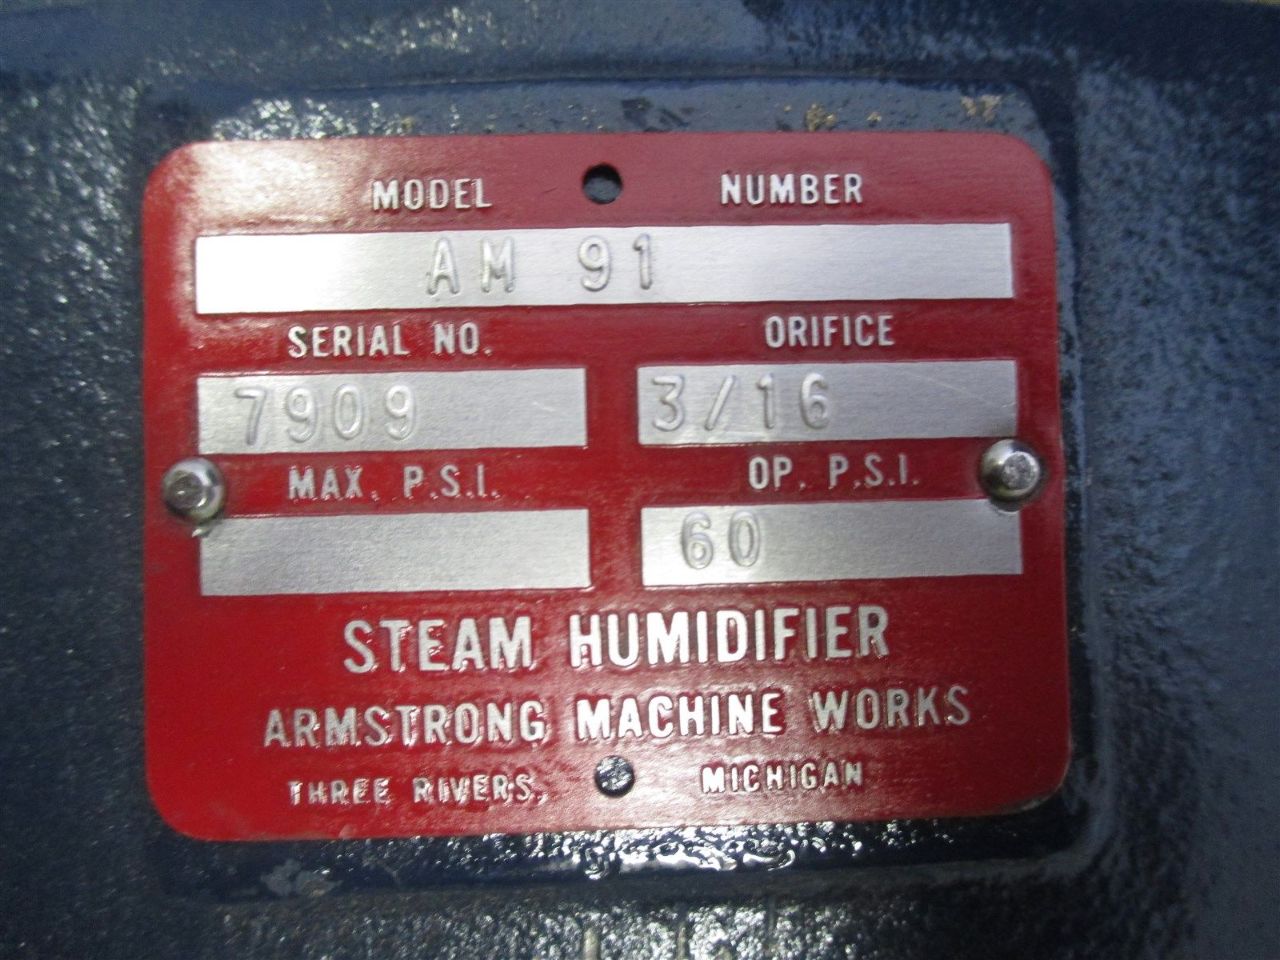 MODEL NUMBER
AM 91
SERIAL NO. ORIFICE
7909 3/16
MAX. P.S.I. OP. P.S.I.
60
STEAM HUMIDIFIER
ARMSTRONG MACHINE WORKS
THREE RIVERS, MICHIGAN